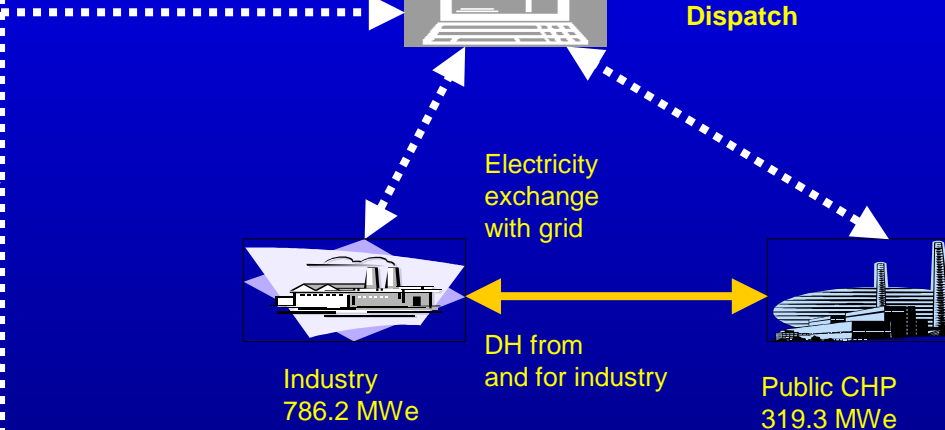 Dispatch
Electricity
exchange
with grid
DH from
and for industry
Industry
786.2 MWe
Public CHP
319.3 MWe